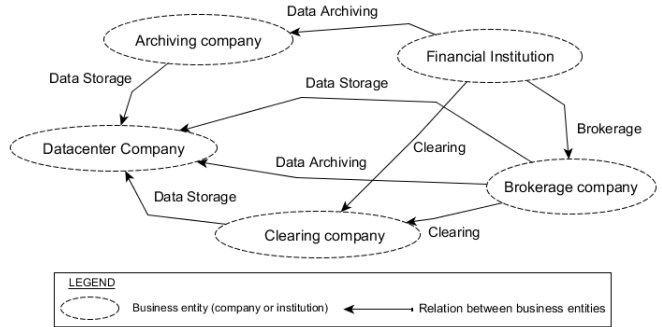 Data Archiving
Archiving company
Financial Institution
Data Storage
Data Storage
Brokerage
Clearing
Datacenter Company
Data Archiving
Brokerage company
Data Storage
Clearing company
Clearing
LEGEND
Business entity (company or institution)
Relation between business entities